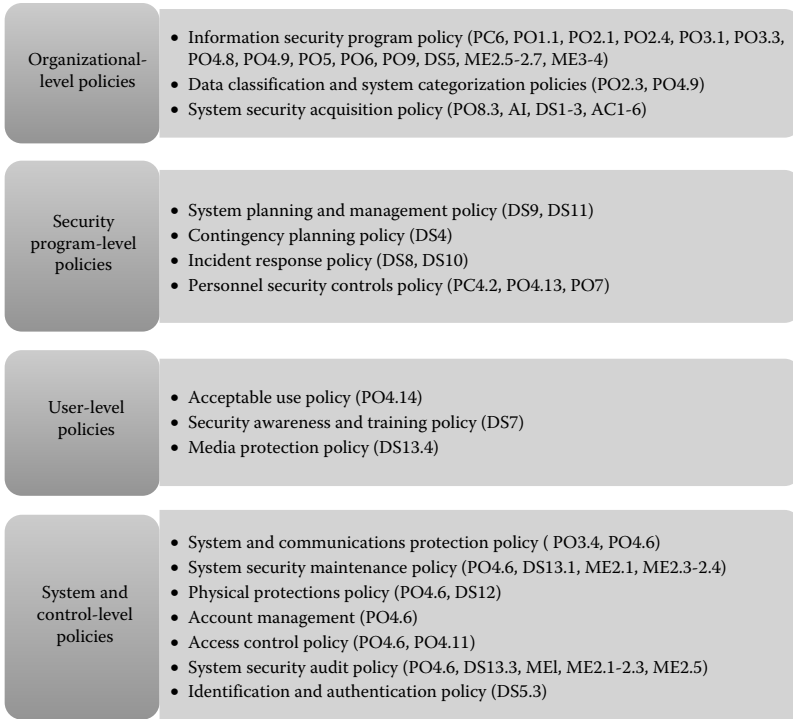 Organizational-
level policies
• Information security program policy (PC6, PO1.1, PO2.1, PO2.4, PO3.1, PO3.3,
PO4.8, PO4.9, PO5, PO6, PO9, DS5, ME2.5-2.7, ME3-4)
• Data classification and system categorization policies (PO2.3, PO4.9)
• System security acquisition policy (PO8.3, AI, DS1-3, AC1-6)
Security
program-level
policies
• System planning and management policy (DS9, DS11)
• Contingency planning policy (DS4)
• Incident response policy (DS8, DS10)
• Personnel security controls policy (PC4.2, PO4.13, PO7)
User-level
policies
• Acceptable use policy (PO4.14)
• Security awareness and training policy (DS7)
• Media protection policy (DS13.4)
System and
control-level
policies
• System and communications protection policy ( PO3.4, PO4.6)
• System security maintenance policy (PO4.6, DS13.1, ME2.1, ME2.3-2.4)
• Physical protections policy (PO4.6, DS12)
• Account management (PO4.6)
• Access control policy (PO4.6, PO4.11)
• System security audit policy (PO4.6, DS13.3, MEl, ME2.1-2.3, ME2.5)
• Identification and authentication policy (DS5.3)